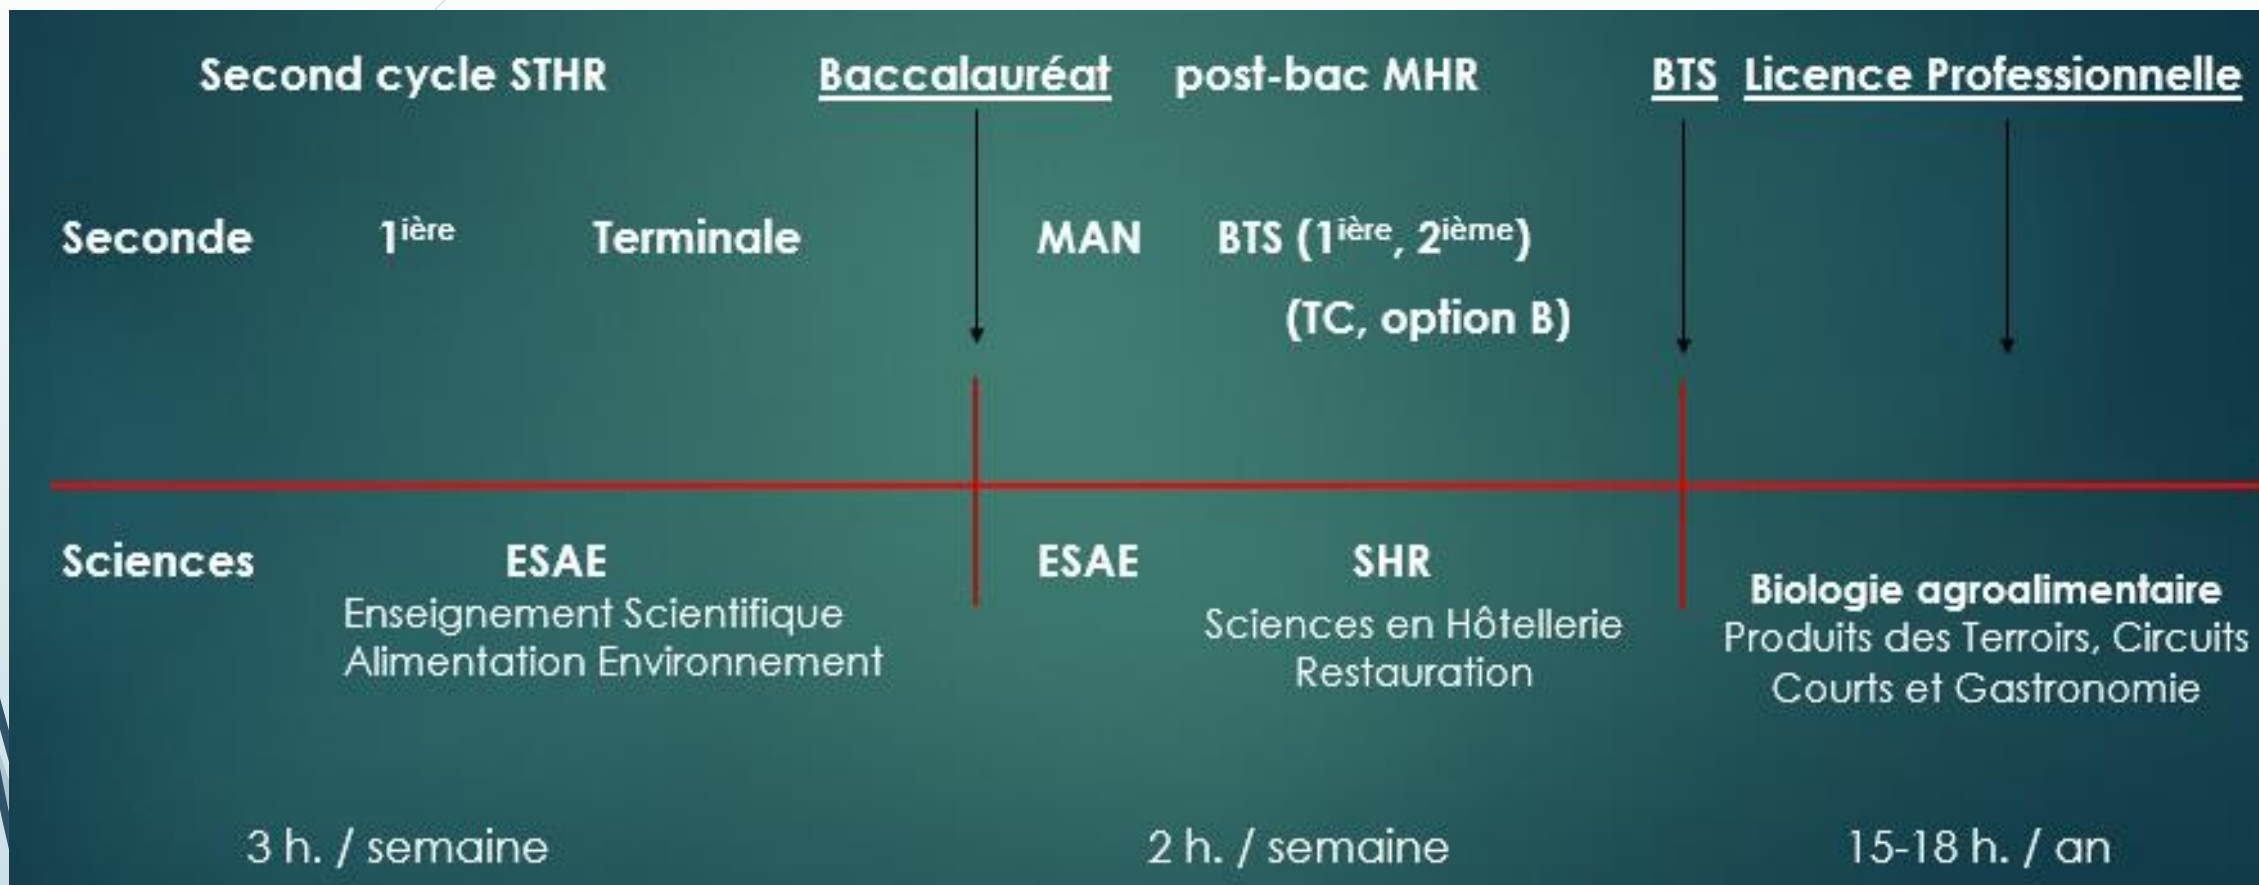 Second cycle STHR Baccalauréat post-bac MHR BTS Licence Professionnelle
Seconde 1ière Terminale MAN BTS (1ière, 2ième)
(TC, option B)
Sciences ESAE ESAE SHR
Biologie agroalimentaire
Enseignement Scientifique Sciences en Hôtellerie Produits des Terroirs, Circuits
Alimentation Environnement Restauration Courts et Gastronomie
3 h. / semaine 2 h. / semaine 15-18 h. / an